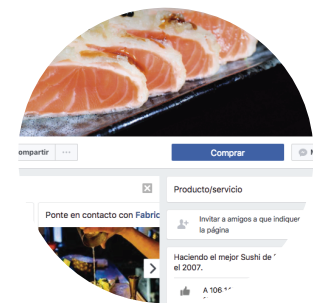 Compartir ...
Comprar
Producto/servicio
Ponte en contacto con Fabric
Invitar a amigos a que indiquen
la página
Haciendo el mejor Sushi de
el 2007.
A 106